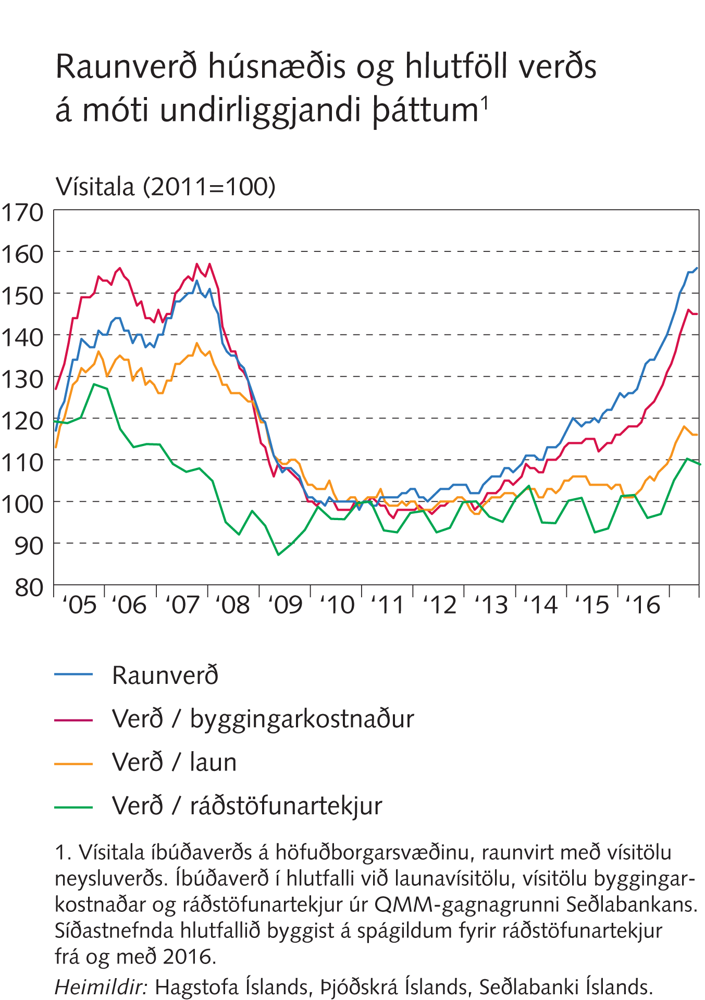 Raunverð húsnæðis og hlutföll verðs
á móti undirliggjandi þáttum¹
Vísitala (2011=100)
170
160
150
140
130
120
110
100
90
80
‘05 ‘06 ‘07 ‘08 ‘09 ‘10 ‘11 ‘12 ‘13 ‘14 ‘15 ‘16
Raunverð
Verð / byggingarkostnaður
Verð / laun
Verð / ráðstöfunartekjur
1. Vísitala íbúðaverðs á höfuðborgarsvæðinu, raunvirt með vísitölu
neysluverðs. Íbúðaverð í hlutfalli við launavísitölu, vísitölu byggingar-
kostnaðar og ráðstöfunartekjur úr QMM-gagnagrunni Seðlabankans.
Síðastnefnda hlutfallið byggist á spágildum fyrir ráðstöfunartekjur
frá og með 2016.
Heimildir: Hagstofa Íslands, Þjóðskrá Íslands, Seðlabanki Íslands.